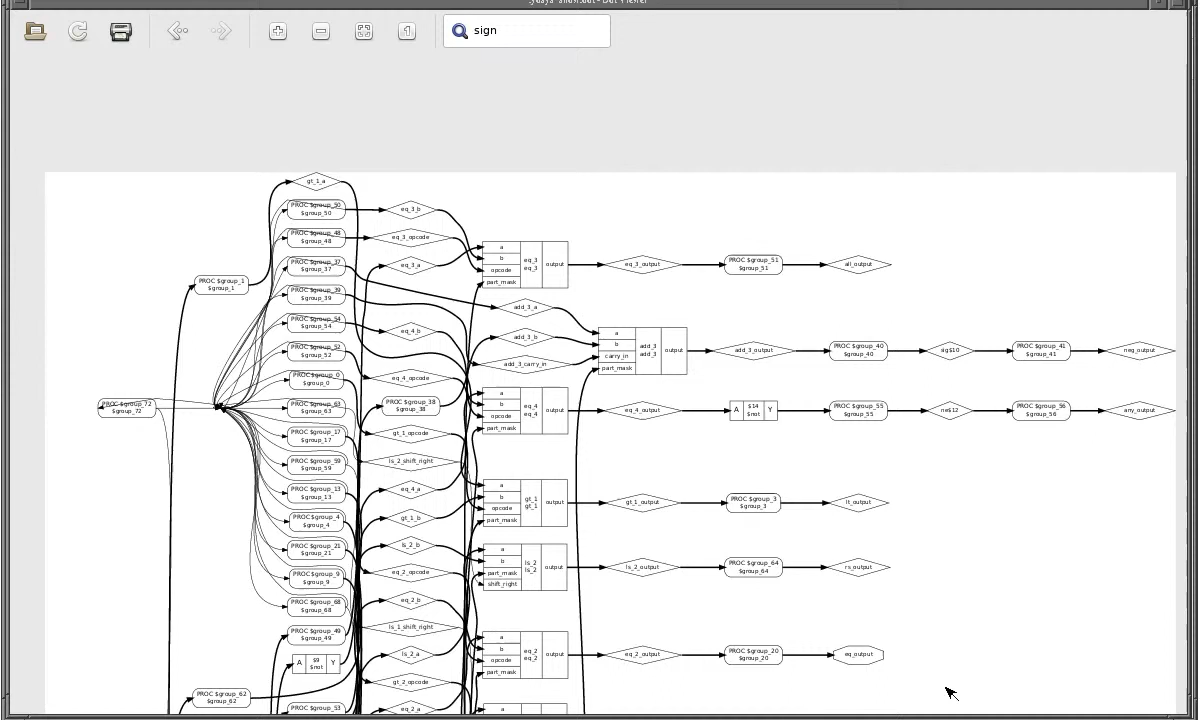 sign
gt_1_a
PROC $group_50
$group_50
eq_3_b
PROC $group_48
$group_48
eq_3_opcode
a
b
opcode
part_mask
eq_3
eq_3
output
PROC $group_37
$group_37
eq_3_a
eq_3_output
PROC $group_51
$group_51
all_output
PROC $group_1
$group_1
PROC $group_39
$group_39
add_3_a
PROC $group_54
$group_54
eq_4_b
add_3_b
a
b
carry_in
part_mask
add_3
add_3
output
add_3_output
PROC $group_40
$group_40
sig$10
PROC $group_41
$group_41
neg_output
PROC $group_52
$group_52
add_3_carry_in
PROC $group_0
$group_0
eq_4_opcode
PROC $group_72
$group_72
PROC $group_63
$group_63
PROC $group_38
$group_38
a
b
opcode
part_mask
eq_4
eq_4
output
eq_4_output
A
$14
$not
Y
PROC $group_55
$group_55
ne$12
PROC $group_56
$group_56
any_output
PROC $group_17
$group_17
gt_1_opcode
PROC $group_59
$group_59
ls_2_shift_right
PROC $group_13
$group_13
eq_4_a
a
b
opcode
part_mask
gt_1
gt_1
output
gt_1_output
PROC $group_3
$group_3
lt_output
PROC $group_4
$group_4
gt_1_b
PROC $group_21
$group_21
ls_2_b
a
b
part_mask
shift_right
ls_2
ls_2
output
ls_2_output
PROC $group_64
$group_64
rs_output
PROC $group_9
$group_9
eq_2_opcode
PROC $group_68
$group_68
eq_2_b
PROC $group_49
$group_49
ls_1_shift_right
a
b
opcode
part_mask
eq_2
eq_2
output
eq_2_output
PROC $group_20
$group_20
eq_output
A
$9
$not
Y
ls_2_a
PROC $group_62
$group_62
gt_2_opcode
PROC $group_53
eq_2_a
a